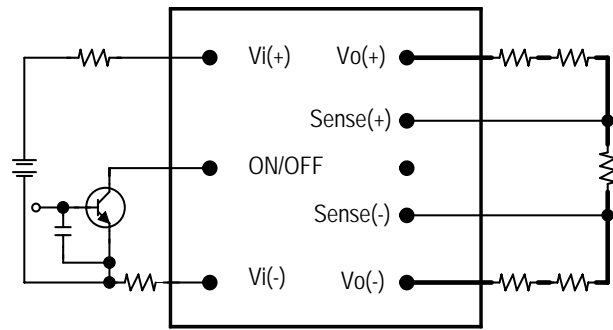 Vi(+) Vo(+)
Sense(+)
ON/OFF
Sense(-)
Vi(-) Vo(-)